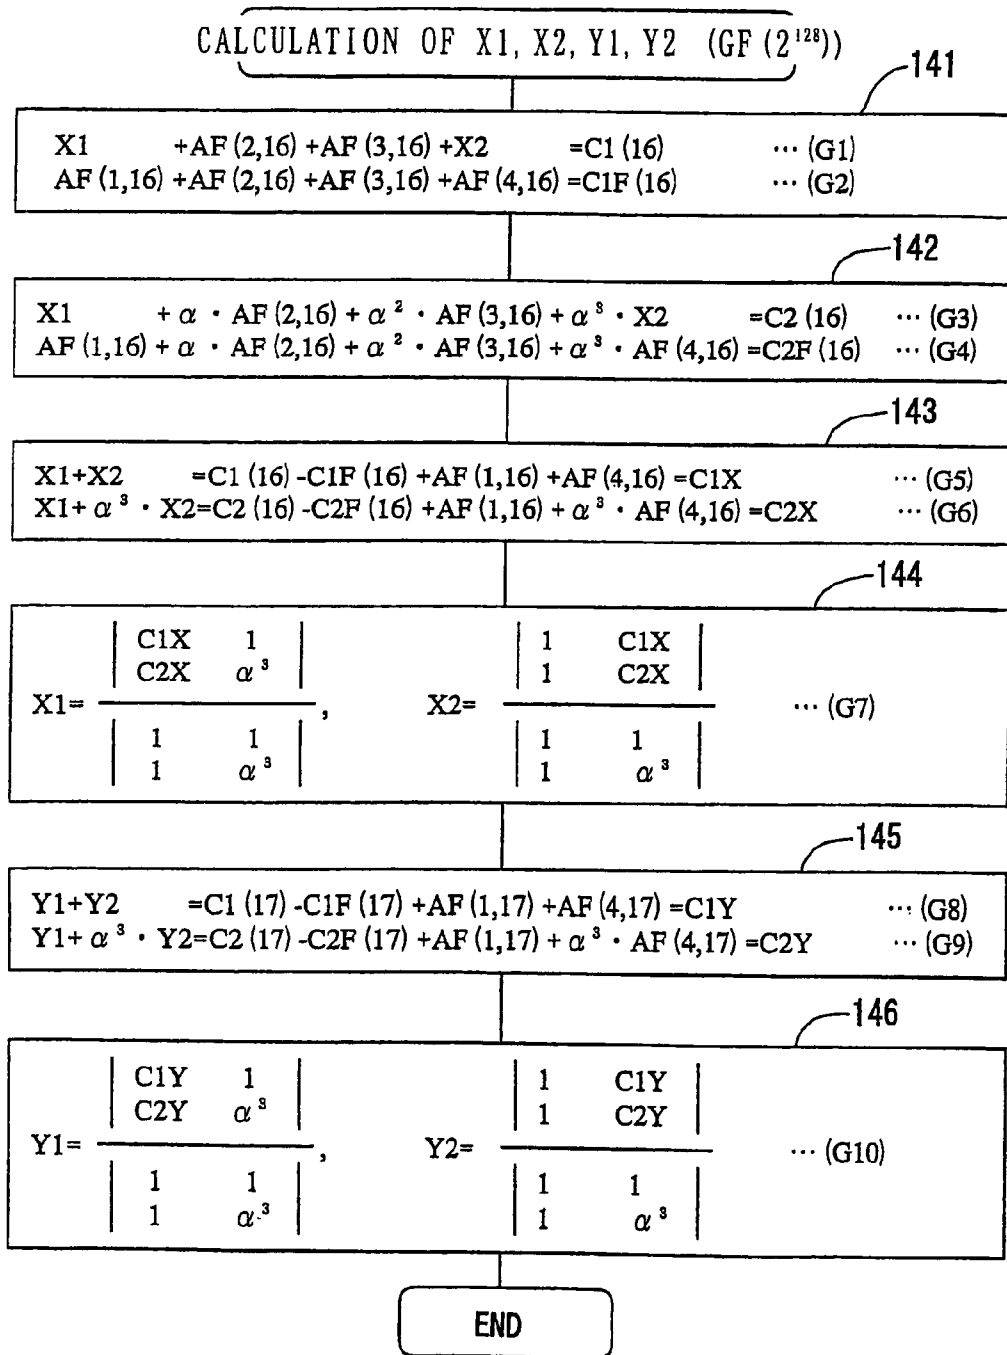 CALCULATION OF X1, X2, Y1, Y2 (GF (2¹²⁸))
141
X1 +AF (2,16) +AF (3,16) +X2 =C1 (16) ··· (G1)
AF (1,16) +AF (2,16) +AF (3,16) +AF (4,16) =C1F (16) ··· (G2)
142
X1 + α · AF (2,16) + α² · AF (3,16) + α³ · X2 =C2 (16) ··· (G3)
AF (1,16) + α · AF (2,16) + α² · AF (3,16) + α³ · AF (4,16) =C2F (16) ··· (G4)
143
X1+X2 =C1 (16) -C1F (16) +AF (1,16) +AF (4,16) =C1X ··· (G5)
X1+ α³ · X2=C2 (16) -C2F (16) +AF (1,16) + α³ · AF (4,16) =C2X ··· (G6)
144
C1X 1 1 C1X
C2X α³ 1 C2X
X1= , X2= ··· (G7)
1 1 1 1
1 α³ 1 α³
145
Y1+Y2 =C1 (17) -C1F (17) +AF (1,17) +AF (4,17) =C1Y ··· (G8)
Y1+ α³ · Y2=C2 (17) -C2F (17) +AF (1,17) + α³ · AF (4,17) =C2Y ··· (G9)
146
C1Y 1 1 C1Y
C2Y α³ 1 C2Y
Y1= , Y2= ··· (G10)
1 1 1 1
1 α³ 1 α³
END